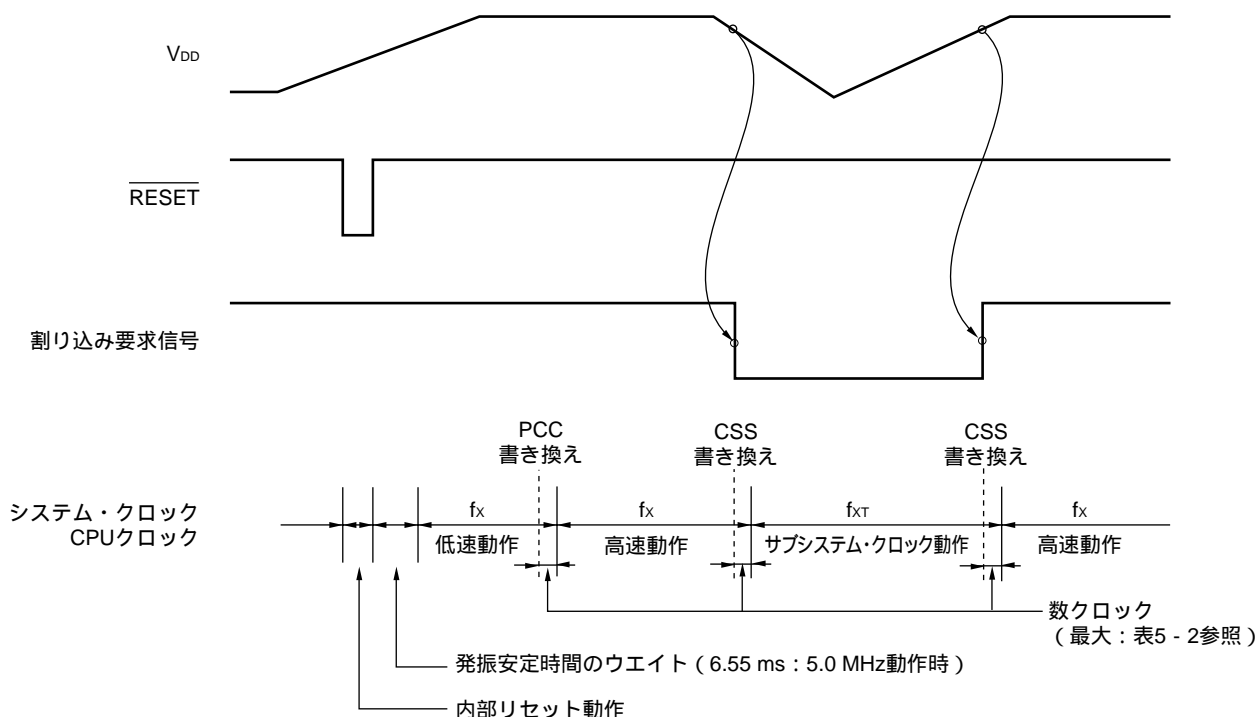 VDD
RESET
割り込み要求信号
PCC
書き換え
CSS
書き換え
CSS
書き換え
システム・クロック
CPUクロック
fX
低速動作
fX
高速動作
fXT
サブシステム・クロック動作
fX
高速動作
数クロック
（最大：表5 - 2参照）
発振安定時間のウエイト（6.55 ms：5.0 MHz動作時）
内部リセット動作